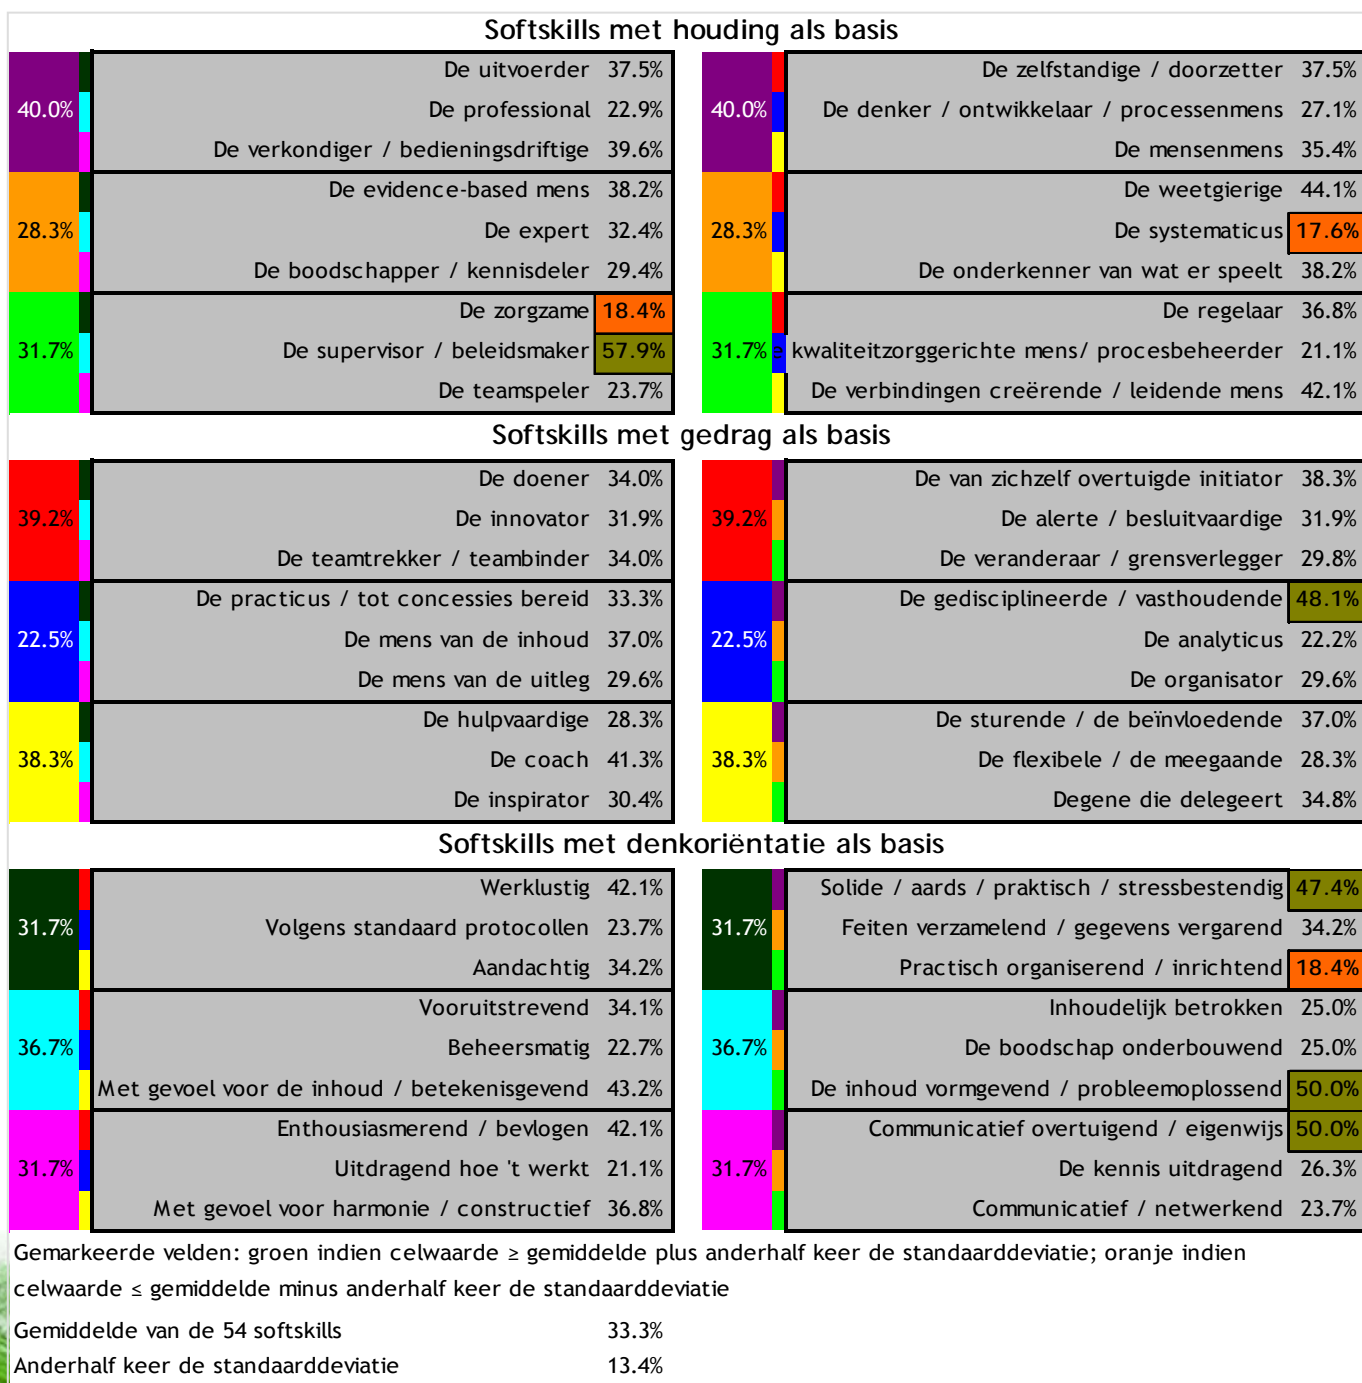 Softskills met houding als basis
De uitvoerder 37.5% De zelfstandige / doorzetter 37.5%
40.0% De professional 22.9% 40.0% De denker / ontwikkelaar / processenmens 27.1%
De verkondiger / bedieningsdriftige 39.6% De mensenmens 35.4%
De evidence-based mens 38.2% De weetgierige 44.1%
28.3% De expert 32.4% 28.3% De systematicus 17.6%
De boodschapper / kennisdeler 29.4% De onderkenner van wat er speelt 38.2%
De zorgzame 18.4% De regelaar 36.8%
31.7% De supervisor / beleidsmaker 57.9% 31.7% e kwaliteitzorggerichte mens/ procesbeheerder 21.1%
De teamspeler 23.7% De verbindingen creërende / leidende mens 42.1%
Softskills met gedrag als basis
De doener 34.0% De van zichzelf overtuigde initiator 38.3%
39.2% De innovator 31.9% 39.2% De alerte / besluitvaardige 31.9%
De teamtrekker / teambinder 34.0% De veranderaar / grensverlegger 29.8%
De practicus / tot concessies bereid 33.3% De gedisciplineerde / vasthoudende 48.1%
22.5% De mens van de inhoud 37.0% 22.5% De analyticus 22.2%
De mens van de uitleg 29.6% De organisator 29.6%
De hulpvaardige 28.3% De sturende / de beïnvloedende 37.0%
38.3% De coach 41.3% 38.3% De flexibele / de meegaande 28.3%
De inspirator 30.4% Degene die delegeert 34.8%
Softskills met denkoriëntatie als basis
Werklustig 42.1% Solide / aards / praktisch / stressbestendig 47.4%
31.7% Volgens standaard protocollen 23.7% 31.7% Feiten verzamelend / gegevens vergarend 34.2%
Aandachtig 34.2% Practisch organiserend / inrichtend 18.4%
Vooruitstrevend 34.1% Inhoudelijk betrokken 25.0%
36.7% Beheersmatig 22.7% 36.7% De boodschap onderbouwend 25.0%
Met gevoel voor de inhoud / betekenisgevend 43.2% De inhoud vormgevend / probleemoplossend 50.0%
Enthousiasmerend / bevlogen 42.1% Communicatief overtuigend / eigenwijs 50.0%
31.7% Uitdragend hoe 't werkt 21.1% 31.7% De kennis uitdragend 26.3%
Met gevoel voor harmonie / constructief 36.8% Communicatief / netwerkend 23.7%
Gemarkeerde velden: groen indien celwaarde ≥ gemiddelde plus anderhalf keer de standaarddeviatie; oranje indien
celwaarde ≤ gemiddelde minus anderhalf keer de standaarddeviatie
Gemiddelde van de 54 softskills 33.3%
Anderhalf keer de standaarddeviatie 13.4%